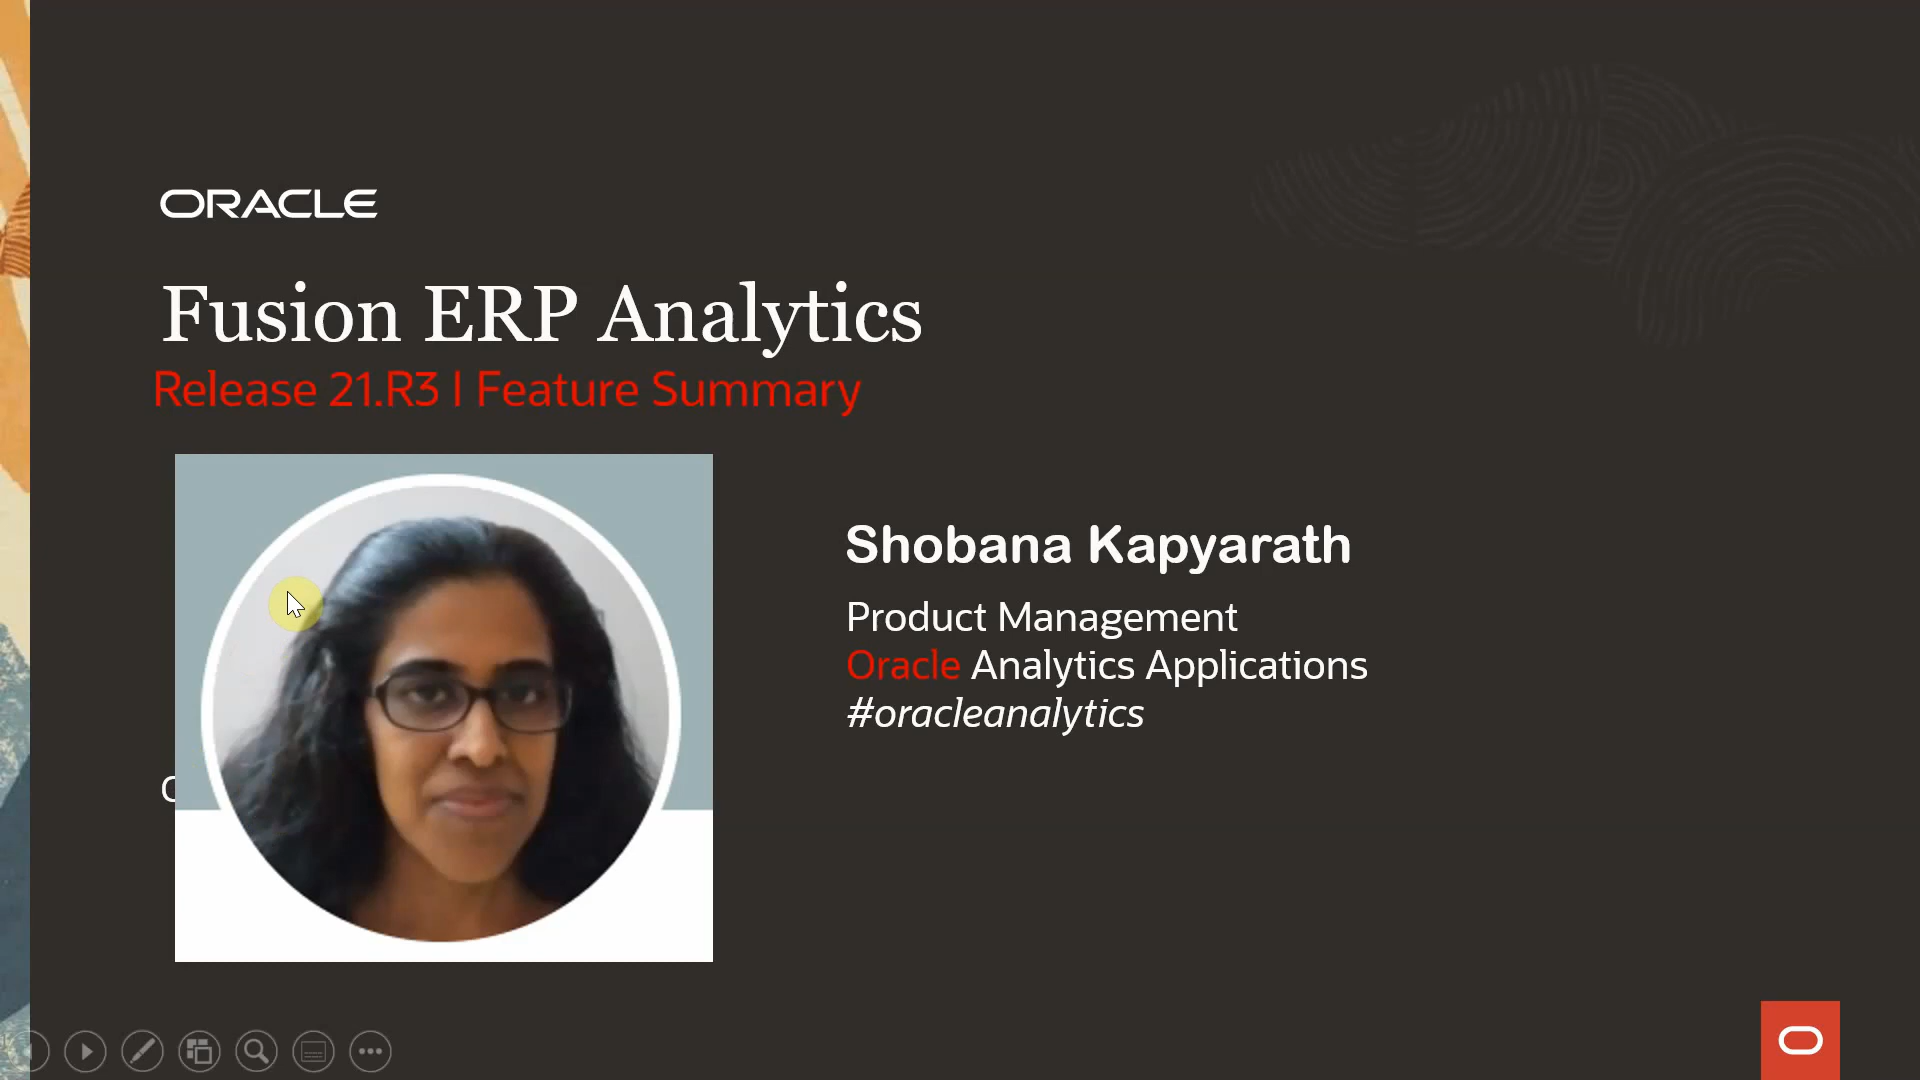 ORACLE
Fusion ERP Analytics
Release 21.R3 | Feature Summary
Shobana Kapyarath
Product Management
Oracle Analytics Applications
#oracleanalytics